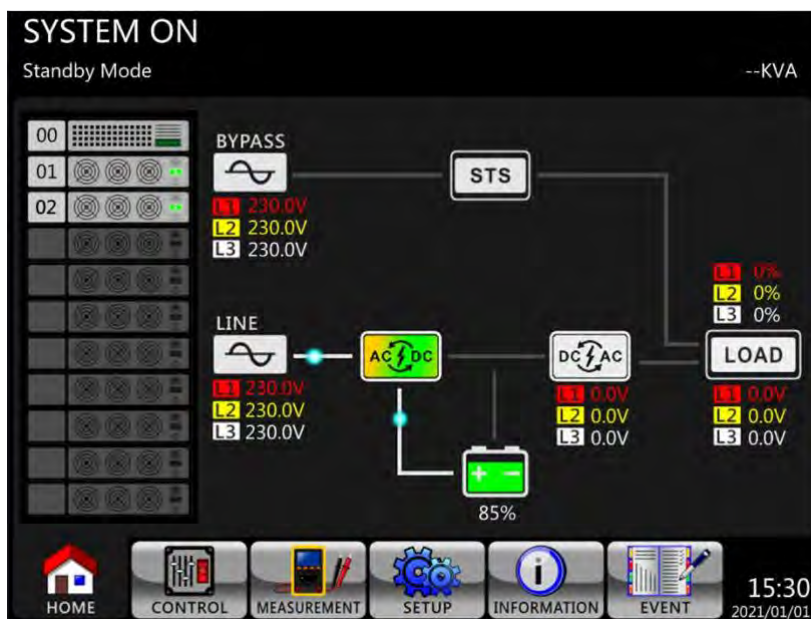 SYSTEM ON
Standby Mode
--KVA
00
01
02
BYPASS
L1 230.0V
L2 230.0V
L3 230.0V
STS
L1 0%
L2 0%
L3 0%
LINE
L1 230.0V
L2 230.0V
L3 230.0V
AC DC
DC AC
L1 0.0V
L2 0.0V
L3 0.0V
LOAD
L1 0.0V
L2 0.0V
L3 0.0V
+ -
85%
HOME
CONTROL
MEASUREMENT
SETUP
i
INFORMATION
EVENT
15:30
2021/01/01